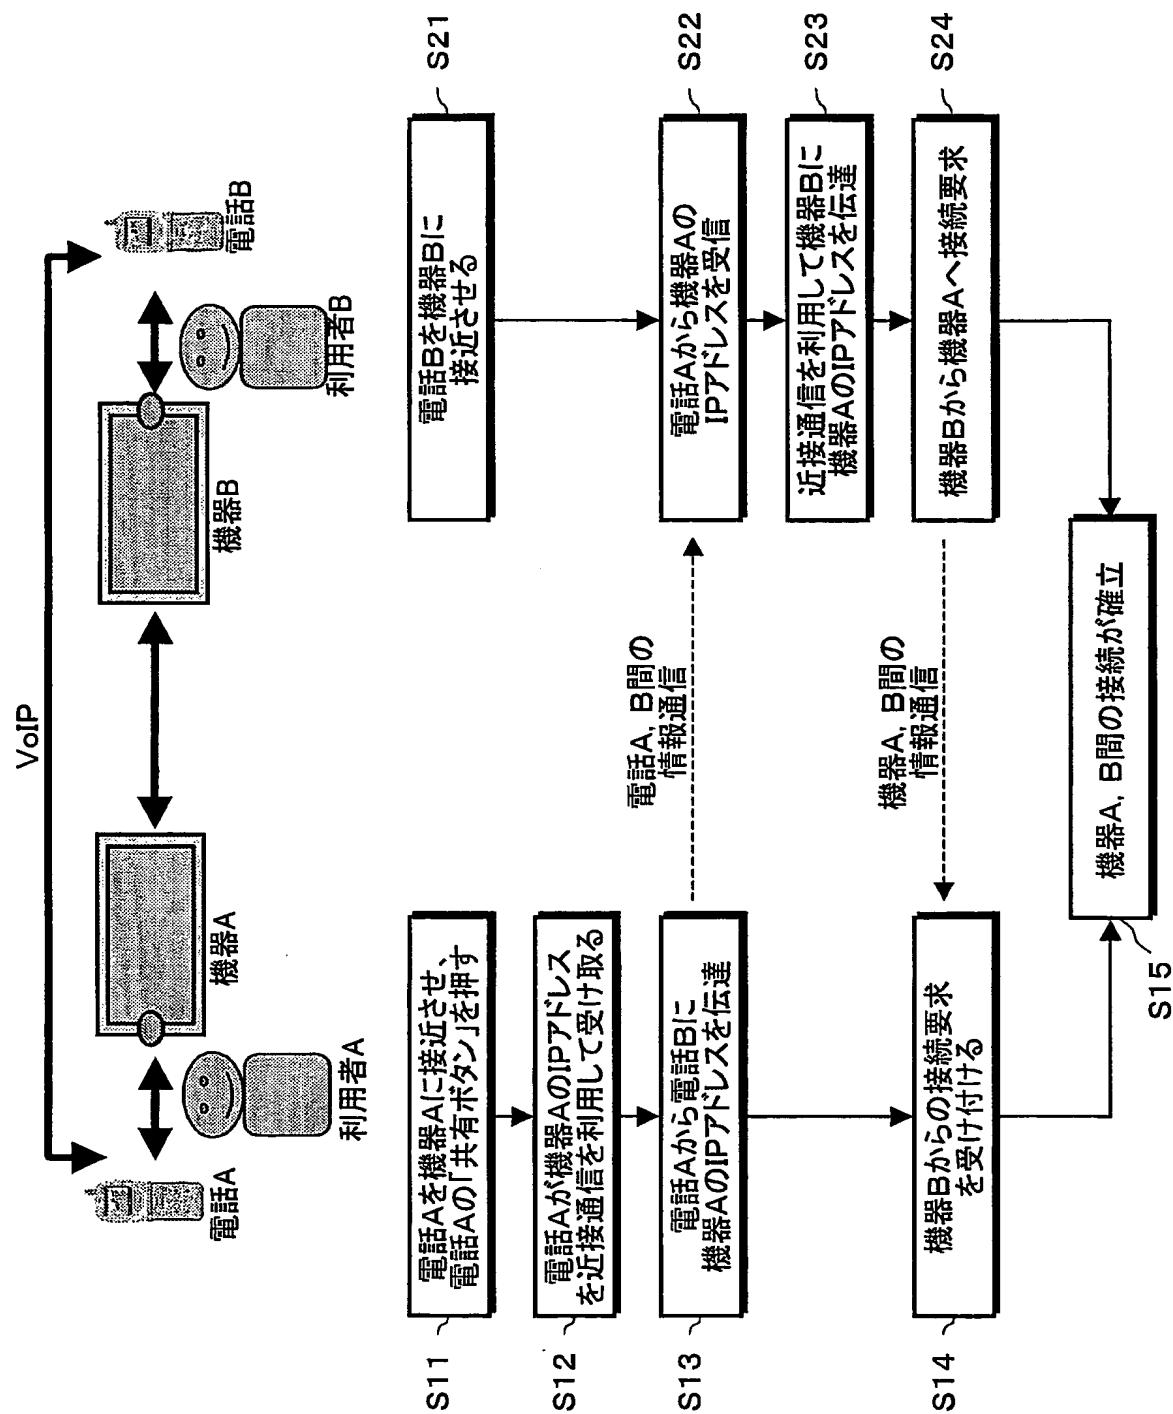 VoIP
電話A
利用者A
機器A
機器B
利用者B
電話B
S11
電話Aを機器Aに接近させ、
電話Aの「共有ボタン」を押す
S21
電話Bを機器Bに
接近させる
S12
電話Aが機器AのIPアドレス
を近接通信を利用して受け取る
S13
電話Aから電話Bに
機器AのIPアドレスを伝達
電話A, B間の
情報通信
S22
電話Aから機器Aの
IPアドレスを受信
S23
近接通信を利用して機器Bに
機器AのIPアドレスを伝達
S14
機器Bからの接続要求
を受け付ける
機器A, B間の
情報通信
S24
機器Bから機器Aへ接続要求
S15
機器A, B間の接続が確立